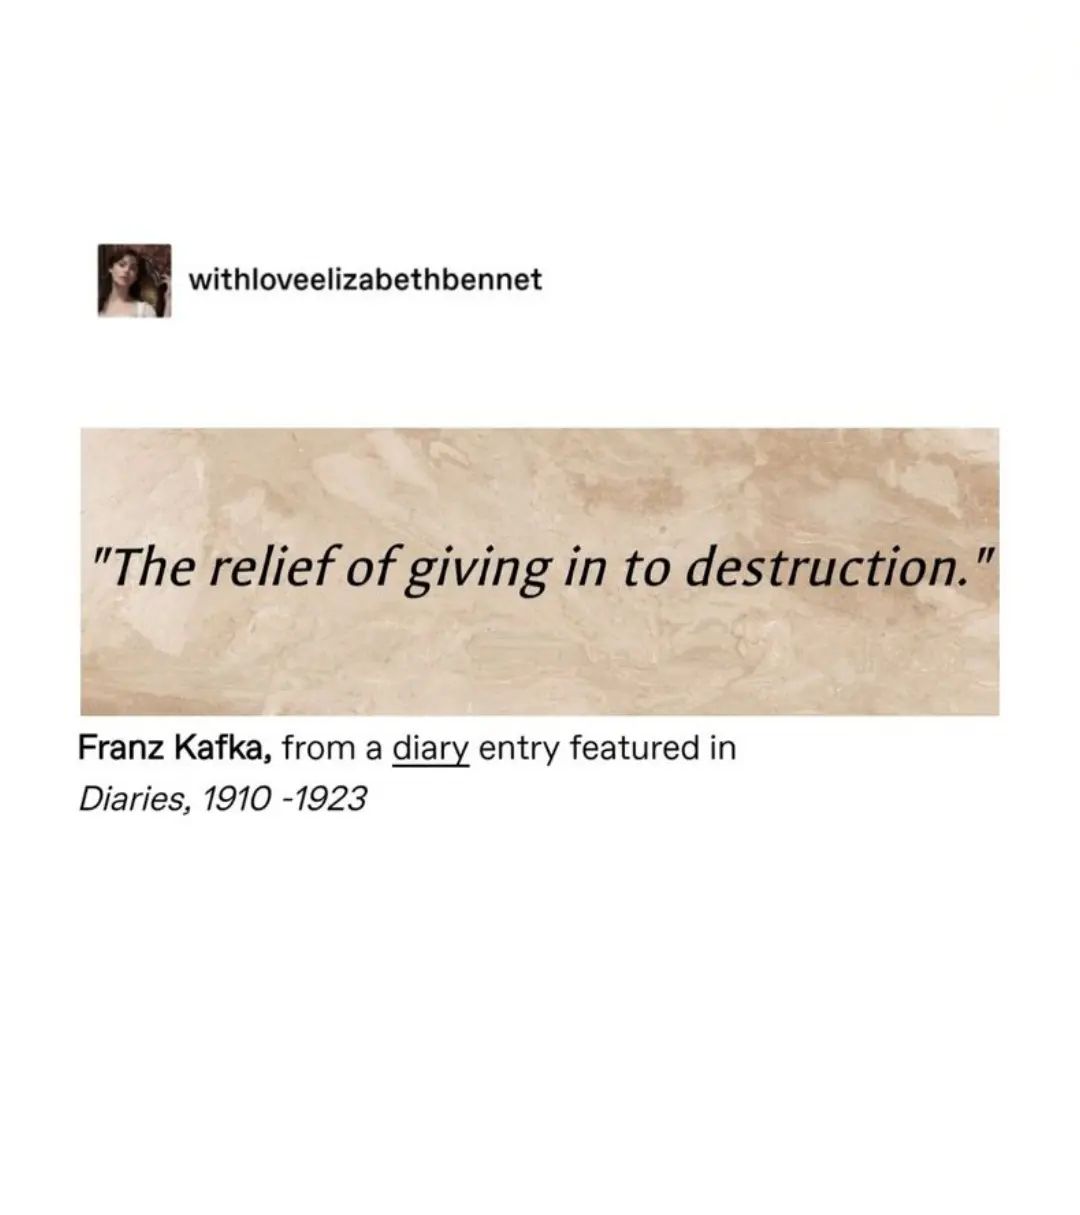 withloveelizabethbennet
"The relief of giving in to destruction."
Franz Kafka, from a diary entry featured in
Diaries, 1910 -1923